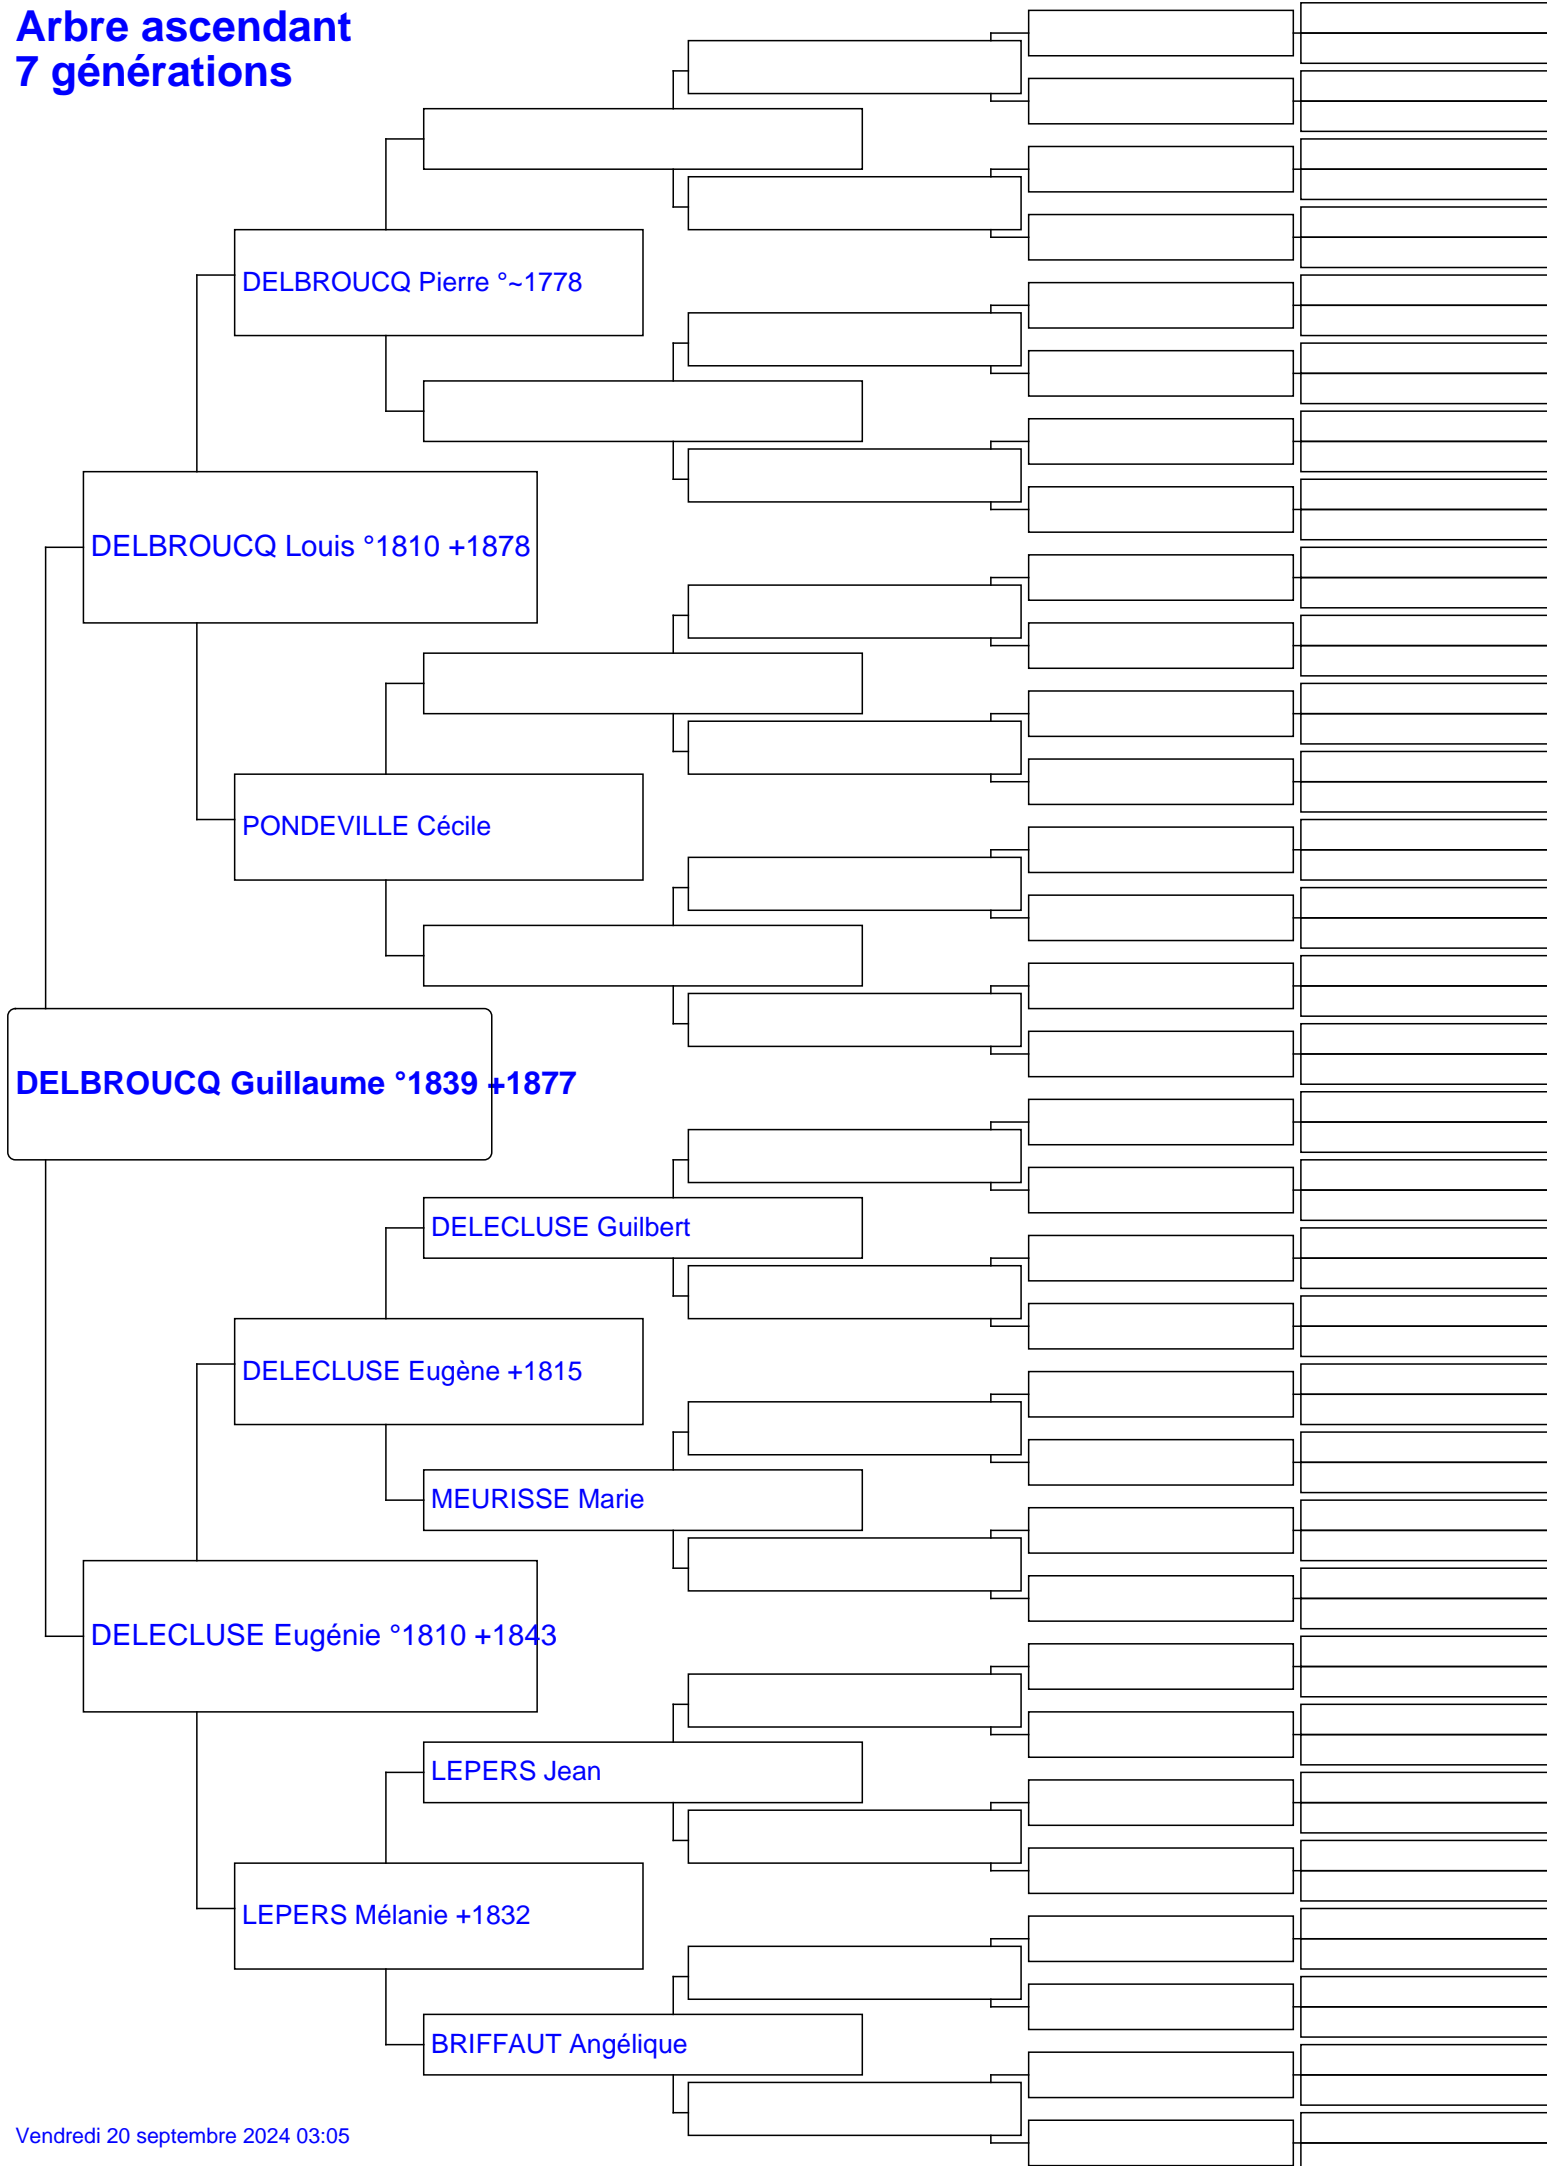 Arbre ascendant
7 générations
DELBROUCQ Pierre °~1778
DELBROUCQ Louis °1810 +1878
PONDEVILLE Cécile
DELBROUCQ Guillaume °1839 +1877
DELECLUSE Guilbert
DELECLUSE Eugène +1815
MEURISSE Marie
DELECLUSE Eugénie °1810 +1843
LEPERS Jean
LEPERS Mélanie +1832
BRIFFAUT Angélique
Vendredi 20 septembre 2024 03:05